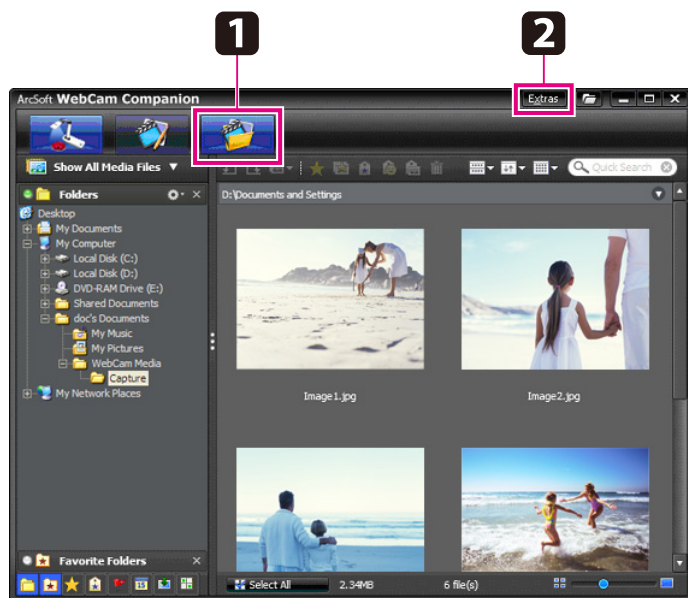 1 2
ArcSoft WebCam Companion Extras
Show All Media Files Quick Search
Folders D:\Documents and Settings
Desktop
My Documents
My Computer
Local Disk (C:)
Local Disk (D:)
DVD-RAM Drive (E:)
Shared Documents
doc's Documents
My Music
My Pictures
WebCam Media
Capture
My Network Places
Image1.jpg Image2.jpg
Favorite Folders
Select All 2.34MB 6 file(s)